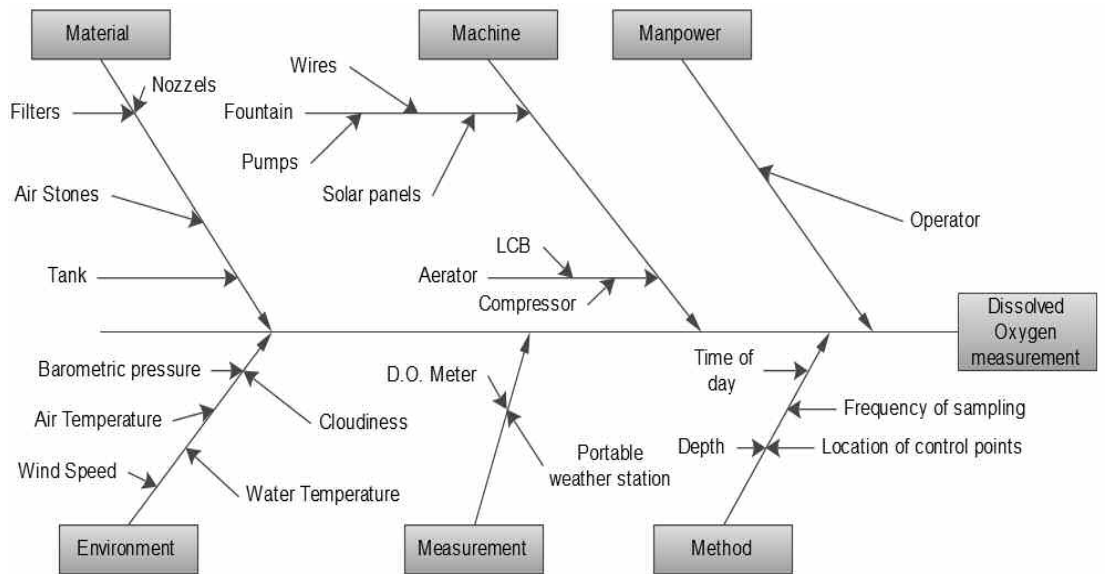 Material
Machine
Manpower
Wires
Nozzels
Filters
Fountain
Pumps
Solar panels
Air Stones
Operator
LCB
Tank
Aerator
Compressor
Dissolved
Oxygen
measurement
Barometric pressure
D.O. Meter
Time of
day
Air Temperature
Cloudiness
Frequency of sampling
Depth
Location of control points
Wind Speed
Portable
weather station
Water Temperature
Environment
Measurement
Method